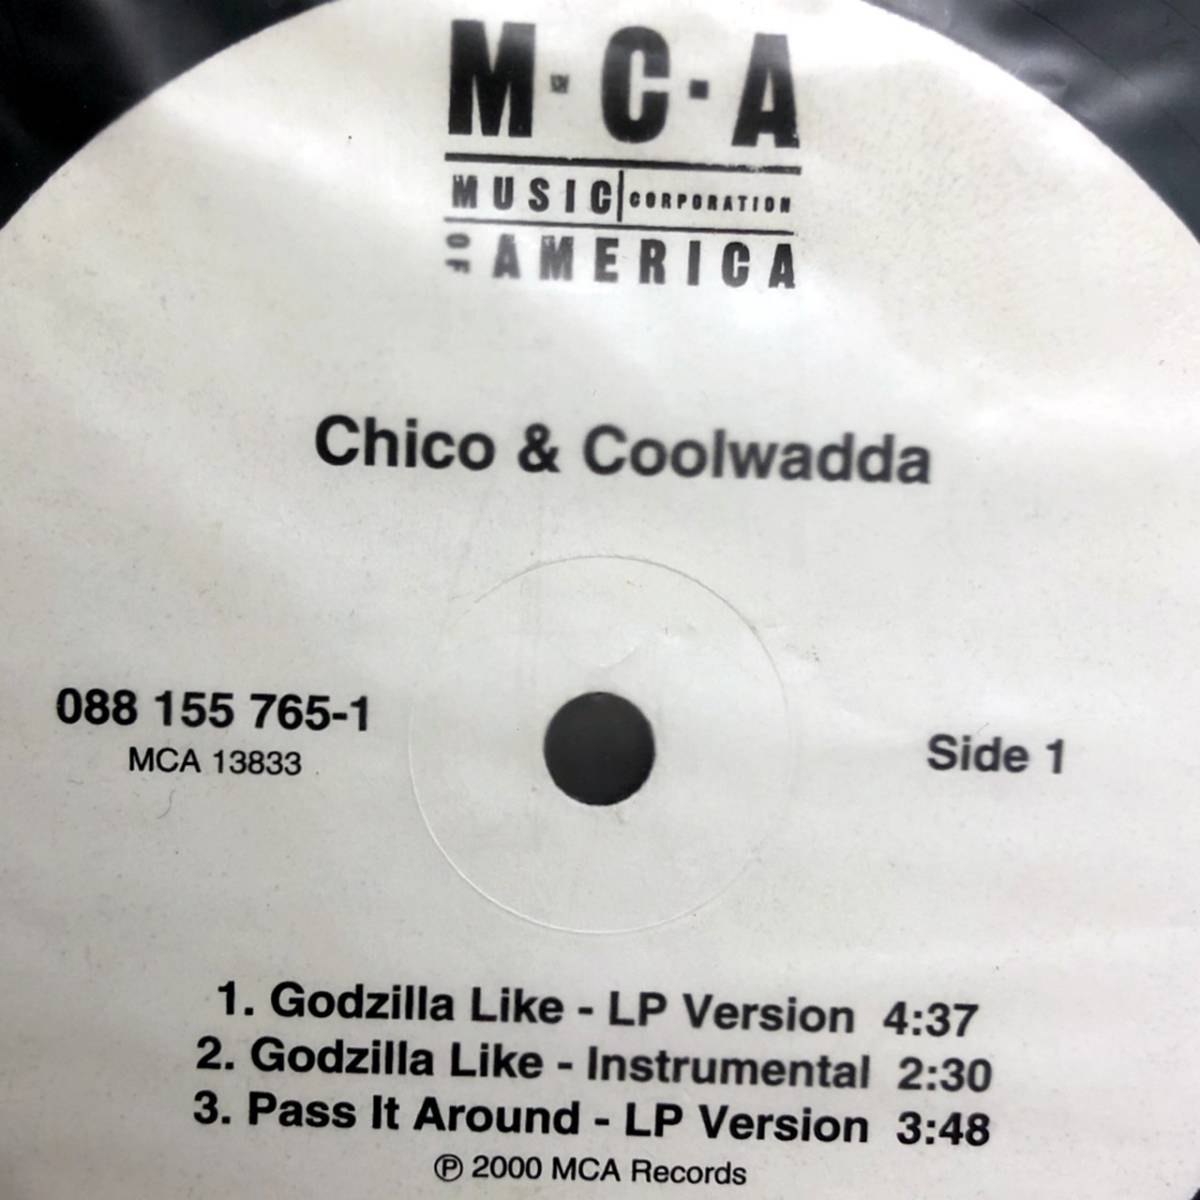 M·C·A
MUSIC CORPORATION
OF AMERICA
Chico & Coolwadda
088 155 765-1
MCA 13833
Side 1
1. Godzilla Like - LP Version 4:37
2. Godzilla Like - Instrumental 2:30
3. Pass It Around - LP Version 3:48
Ⓟ 2000 MCA Records